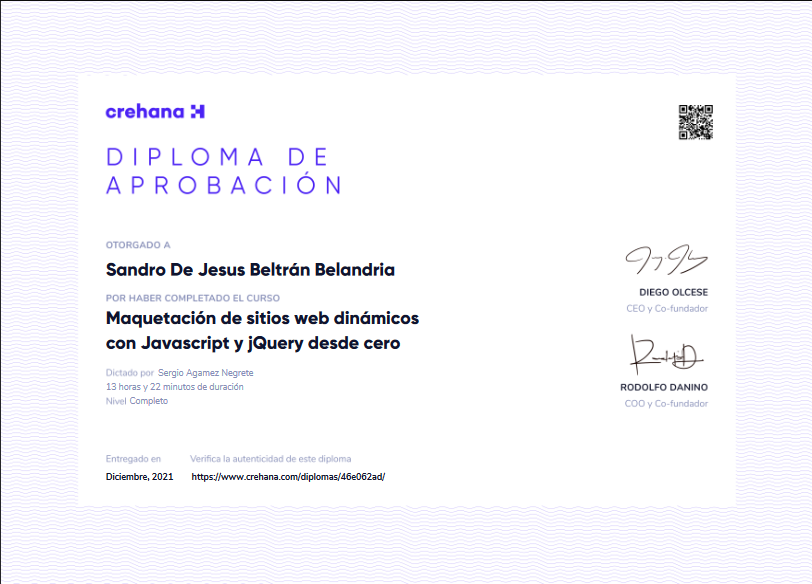 crehana
DIPLOMA DE
APROBACIÓN
OTORGADO A
Sandro De Jesus Beltrán Belandria
POR HABER COMPLETADO EL CURSO
Maquetación de sitios web dinámicos
con Javascript y jQuery desde cero
Dictado por Sergio Agamez Negrete
13 horas y 22 minutos de duración
Nivel Completo
Entregado en
Diciembre, 2021
Verifica la autenticidad de este diploma
https://www.crehana.com/diplomas/46e062ad/
DIEGO OLCESE
CEO y Co-fundador
RODOLFO DANINO
COO y Co-fundador